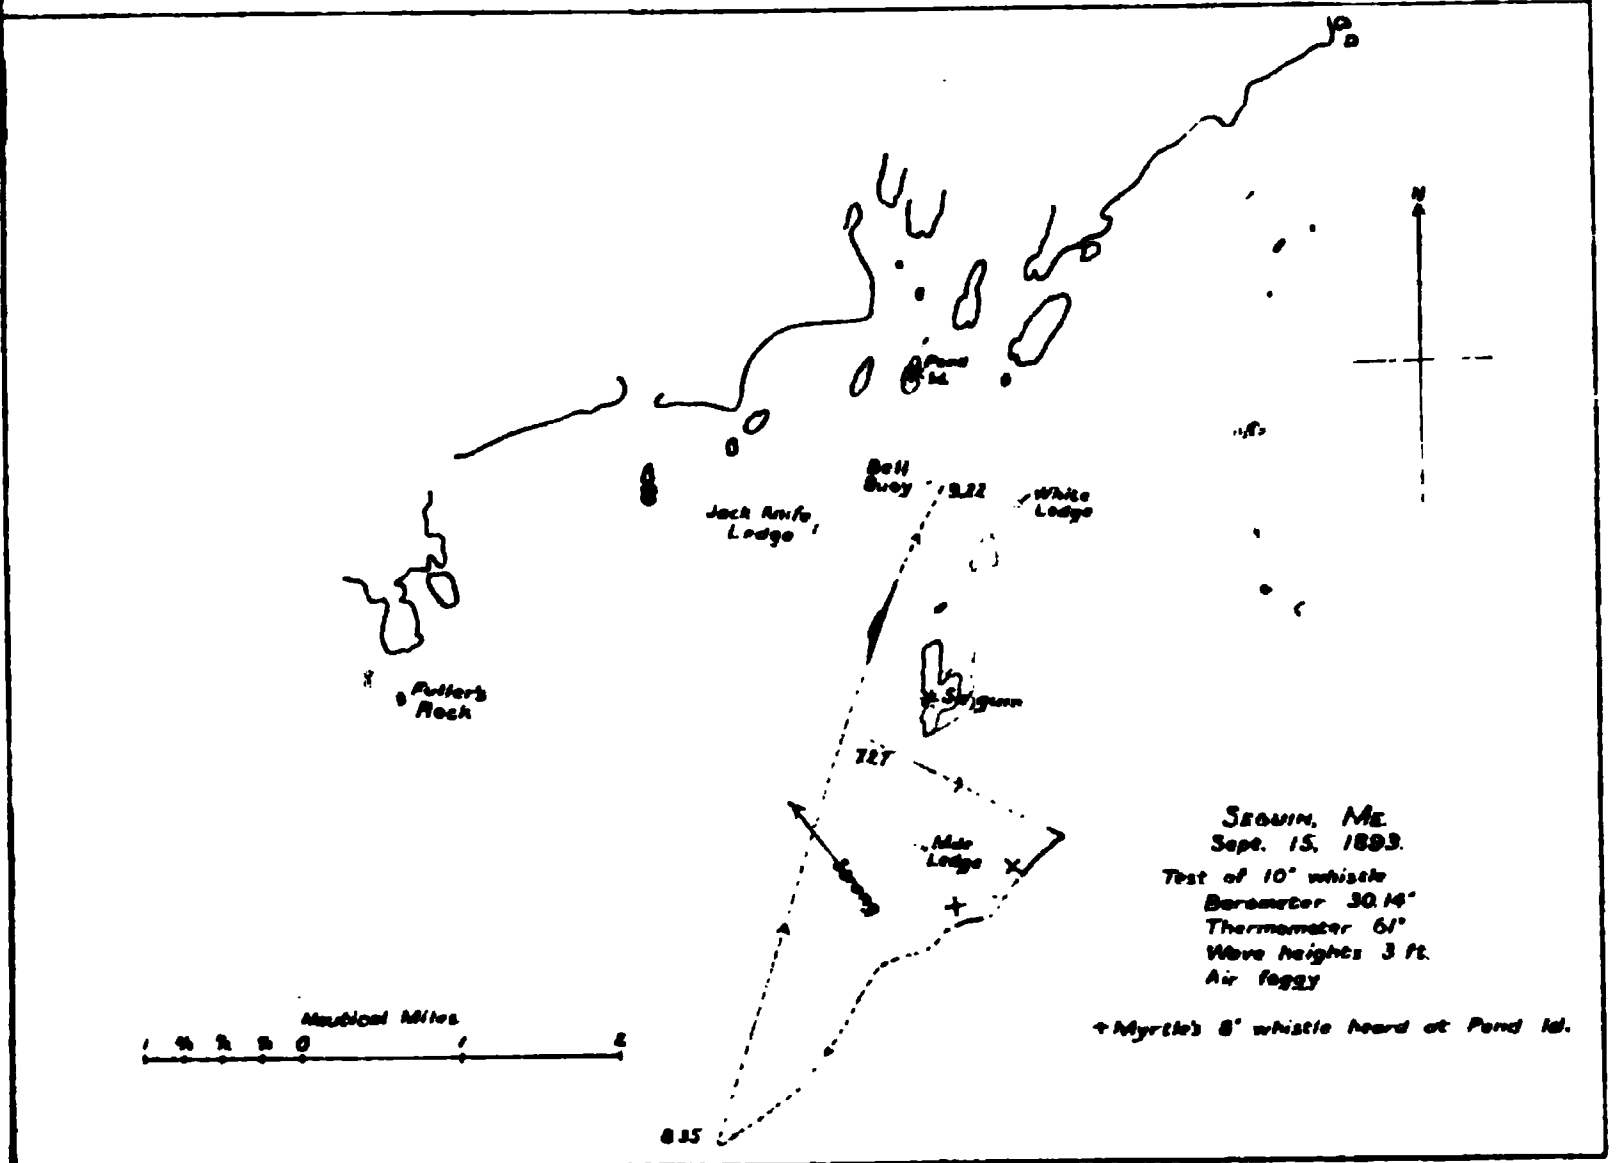 N
Pond
Id.
Bell
Buoy
9.22
White
Ledge
Jack Knife
Ledge
Fuller's
Rock
Seguin
7.27
Mile
Ledge
SEGUIN, ME.
Sept. 15, 1893.
Test of 10" whistle
Barometer 30.14"
Thermometer 61°
Wave heights 3 ft.
Air foggy
+ Myrtle's 8" whistle heard at Pond Id.
Nautical Miles
1 0 1 2
8 35